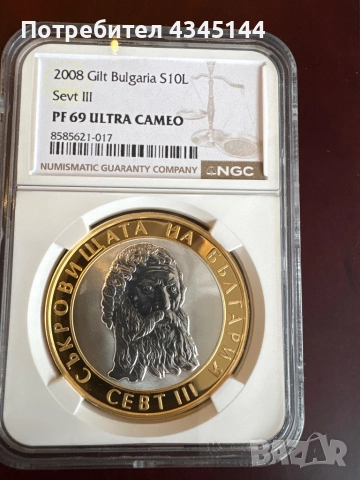 Потребител 4345144
2008 Gilt Bulgaria S10L
Sevt III
PF 69 ULTRA CAMEO
8585621-017
NUMISMATIC GUARANTY COMPANY
NGC
СЪКРОВИЩАТА НА БЪЛГАРИЯ
СЕВТ III
BAZAR